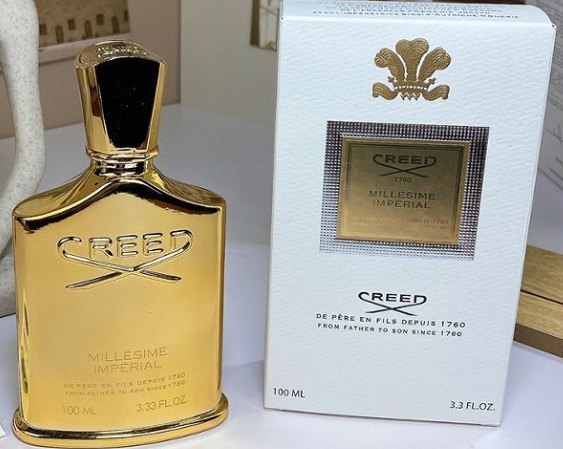 CREED
MILLÉSIME
IMPÉRIAL
DE PÈRE EN FILS DEPUIS 1760
FROM FATHER TO SON SINCE 1760
100 ML
3.33 FL.OZ.
CREED
1760
MILLÉSIME
IMPÉRIAL
DEPUIS 1760
CREED
DE PÈRE EN FILS DEPUIS 1760
FROM FATHER TO SON SINCE 1760
100 ML
3.3 FL.OZ.